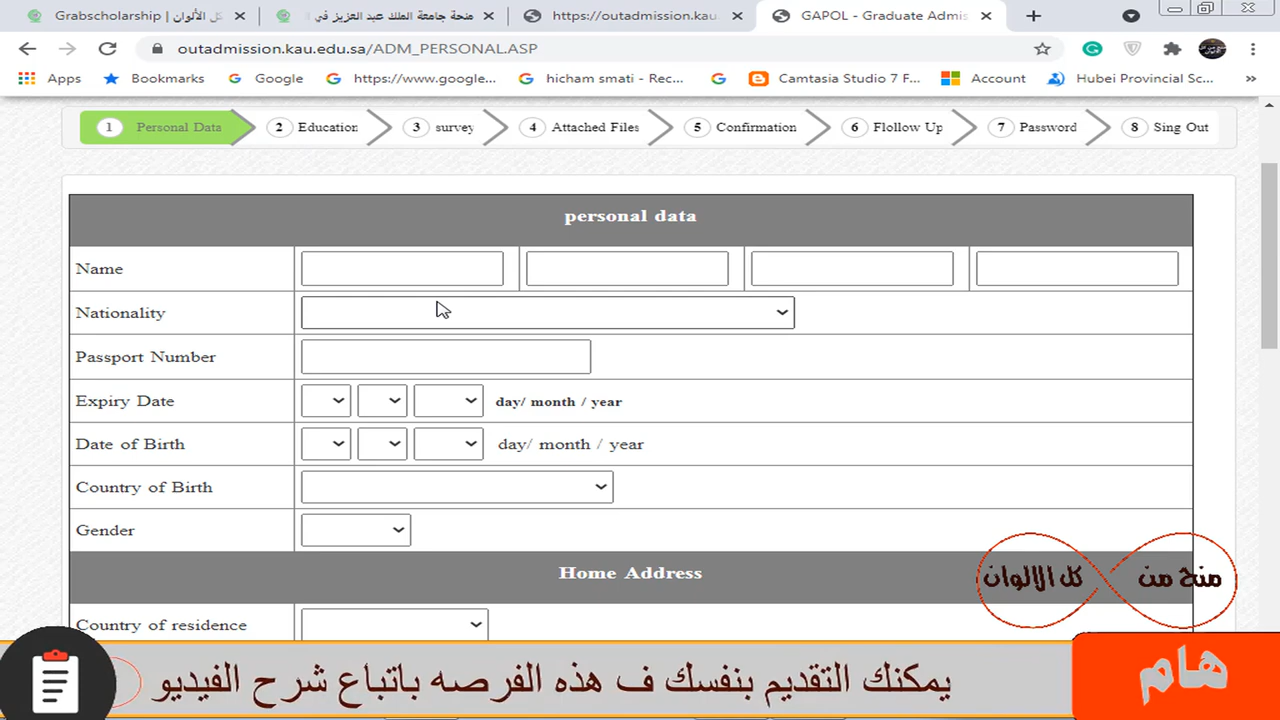 Grabscholarship | كل الألوان
منحة جامعة الملك عبد العزيز في ا
https://outadmission.kau
GAPOL - Graduate Admis
outadmission.kau.edu.sa/ADM_PERSONAL.ASP
Apps Bookmarks Google https://www.google... hicham smati - Rec... Camtasia Studio 7 F... Account Hubei Provincial Sc... »
1 Personal Data 2 Education 3 survey 4 Attached Files 5 Confirmation 6 Flollow Up 7 Password 8 Sing Out
personal data
Name
Nationality
Passport Number
Expiry Date day/ month / year
Date of Birth day/ month / year
Country of Birth
Gender
Home Address
منح من كل الالوان
Country of residence
هام
يمكنك التقديم بنفسك ف هذه الفرصه باتباع شرح الفيديو